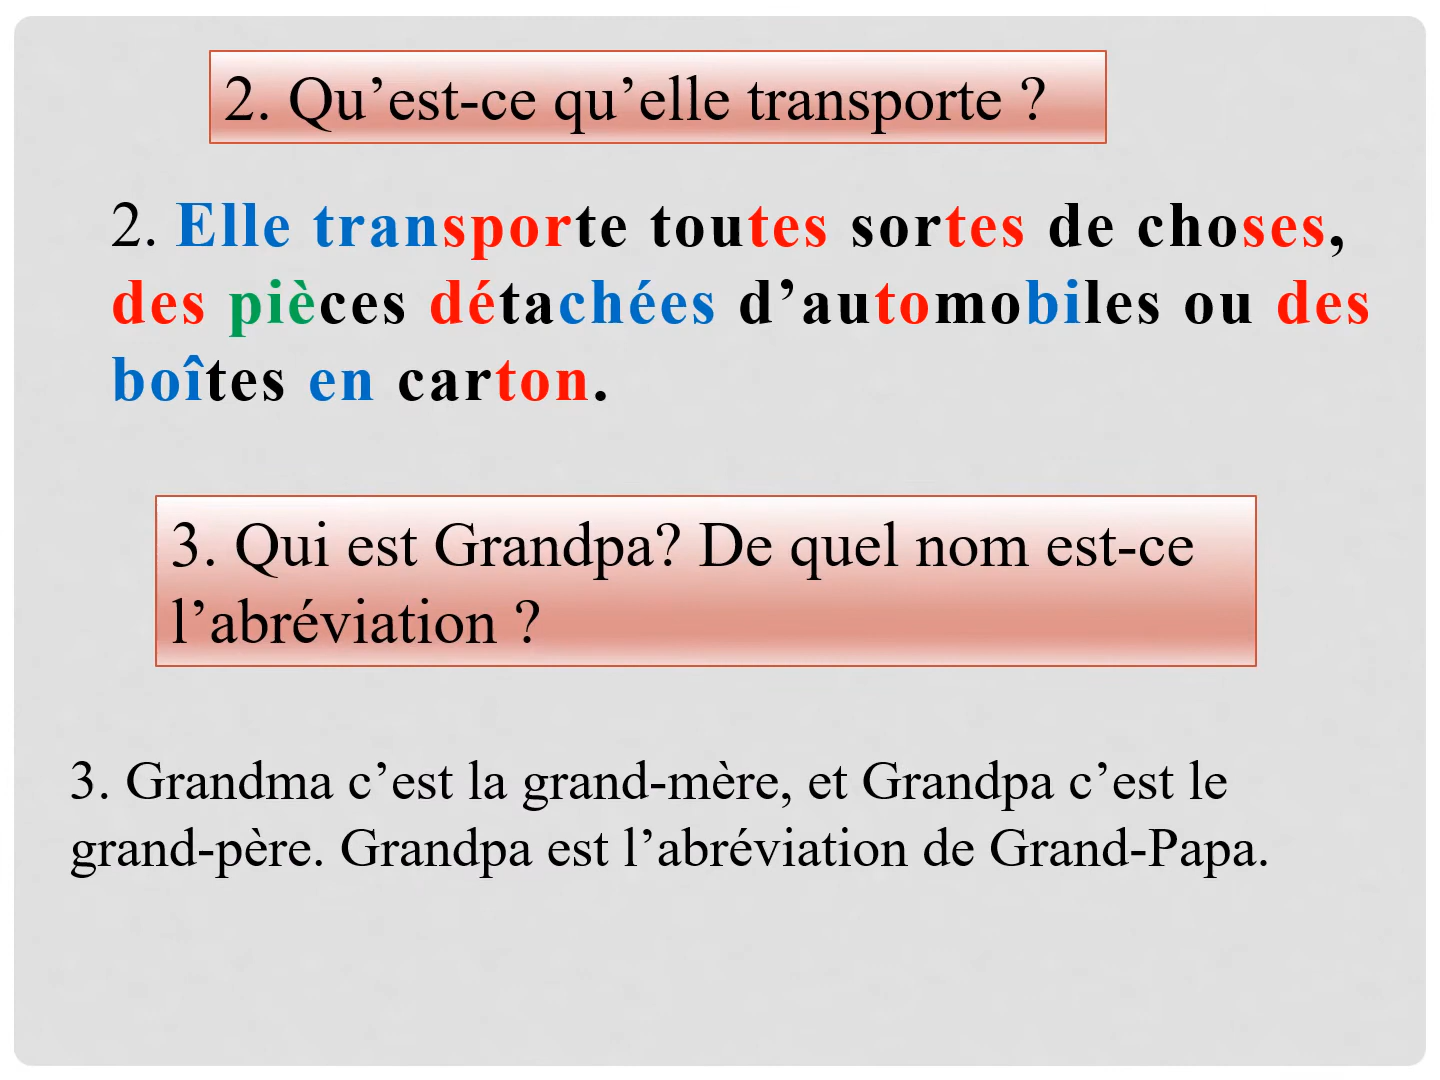 2. Qu’est-ce qu’elle transporte ?
2. Elle transporte toutes sortes de choses,
des pièces détachées d’automobiles ou des
boîtes en carton.
3. Qui est Grandpa? De quel nom est-ce
l’abréviation ?
3. Grandma c’est la grand-mère, et Grandpa c’est le
grand-père. Grandpa est l’abréviation de Grand-Papa.